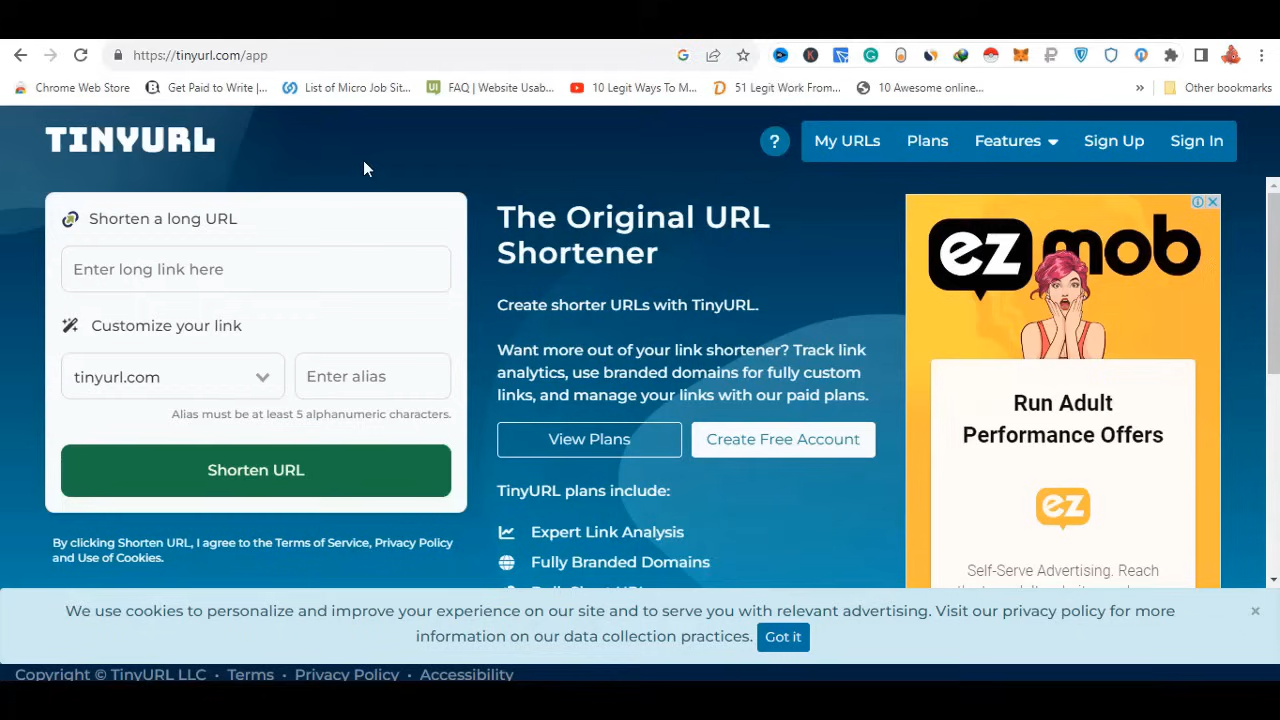 https://tinyurl.com/app
Chrome Web Store
Get Paid to Write |...
List of Micro Job Sit...
UI
FAQ | Website Usab...
10 Legit Ways To M...
51 Legit Work From...
10 Awesome online...
»
Other bookmarks
TINYURL
?
My URLs
Plans
Features
Sign Up
Sign In
Shorten a long URL
Enter long link here
Customize your link
tinyurl.com
Enter alias
Alias must be at least 5 alphanumeric characters.
Shorten URL
By clicking Shorten URL, I agree to the Terms of Service, Privacy Policy
and Use of Cookies.
The Original URL
Shortener
Create shorter URLs with TinyURL.
Want more out of your link shortener? Track link
analytics, use branded domains for fully custom
links, and manage your links with our paid plans.
View Plans
Create Free Account
TinyURL plans include:
Expert Link Analysis
Fully Branded Domains
ez mob
Run Adult
Performance Offers
ez
Self-Serve Advertising. Reach
We use cookies to personalize and improve your experience on our site and to serve you with relevant advertising. Visit our privacy policy for more
information on our data collection practices.
Got it
×
Copyright © TinyURL LLC · Terms · Privacy Policy · Accessibility